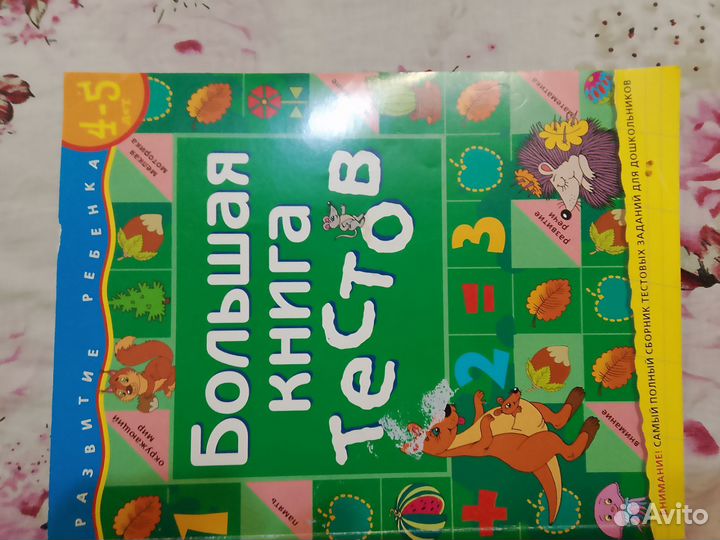 РАЗВИТИЕ РЕБЕНКА
4-5
лет
Большая
книга
тестов
мелкая
моторика
математика
развитие
речи
окружающий
мир
память
внимание
1 + 2 = 3
ВНИМАНИЕ! САМЫЙ ПОЛНЫЙ СБОРНИК ТЕСТОВЫХ ЗАДАНИЙ ДЛЯ ДОШКОЛЬНИКОВ
Avito